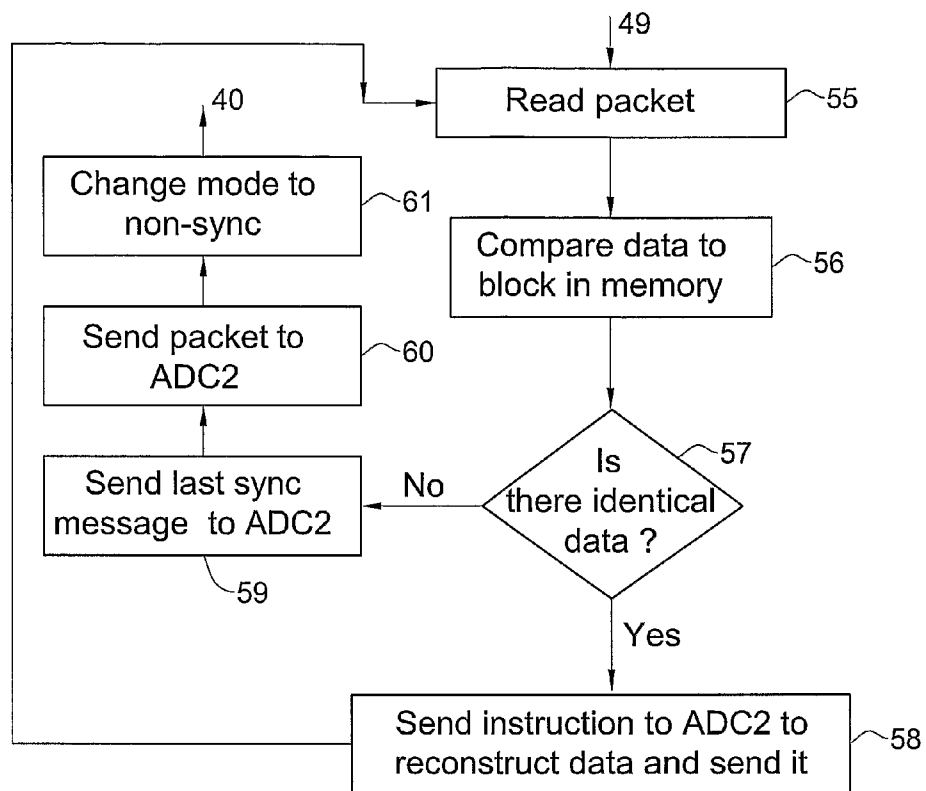 49
Read packet
55
Compare data to
block in memory
56
Is
there identical
data ?
57
Yes
Send instruction to ADC2 to
reconstruct data and send it
58
No
Send last sync
message to ADC2
59
Send packet to
ADC2
60
Change mode to
non-sync
61
40